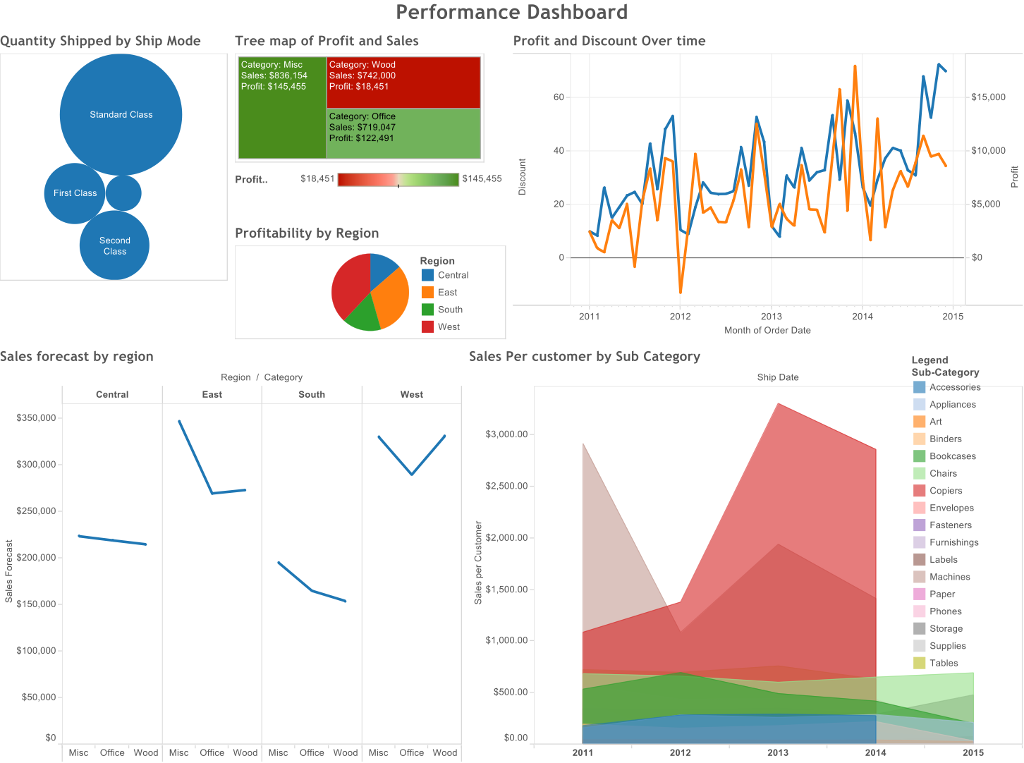 Performance Dashboard
Quantity Shipped by Ship Mode
Standard Class
First Class
Second
Class
Tree map of Profit and Sales
Category: Misc
Sales: $836,154
Profit: $145,455
Category: Wood
Sales: $742,000
Profit: $18,451
Category: Office
Sales: $719,047
Profit: $122,491
Profit.. $18,451 $145,455
Profitability by Region
Region
Central
East
South
West
Profit and Discount Over time
Discount
60
40
20
0
Profit
$15,000
$10,000
$5,000
$0
2011 2012 2013 2014 2015
Month of Order Date
Sales forecast by region
Region / Category
Central East South West
Sales Forecast
$350,000
$300,000
$250,000
$200,000
$150,000
$100,000
$50,000
$0
Misc Office Wood Misc Office Wood Misc Office Wood Misc Office Wood
Sales Per customer by Sub Category
Ship Date
Sales per Customer
$3,000.00
$2,500.00
$2,000.00
$1,500.00
$1,000.00
$500.00
$0.00
2011 2012 2013 2014 2015
Legend
Sub-Category
Accessories
Appliances
Art
Binders
Bookcases
Chairs
Copiers
Envelopes
Fasteners
Furnishings
Labels
Machines
Paper
Phones
Storage
Supplies
Tables